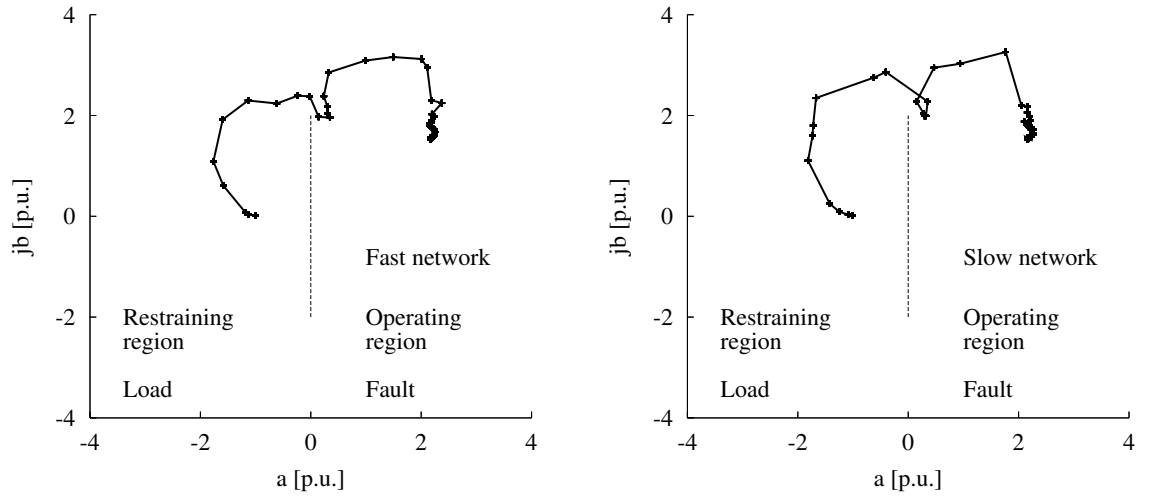 4
2
0
-2
-4
jb [p.u.]
Fast network
Restraining region
Operating region
Load
Fault
-4 -2 0 2 4
a [p.u.]
4
2
0
-2
-4
jb [p.u.]
Slow network
Restraining region
Operating region
Load
Fault
-4 -2 0 2 4
a [p.u.]